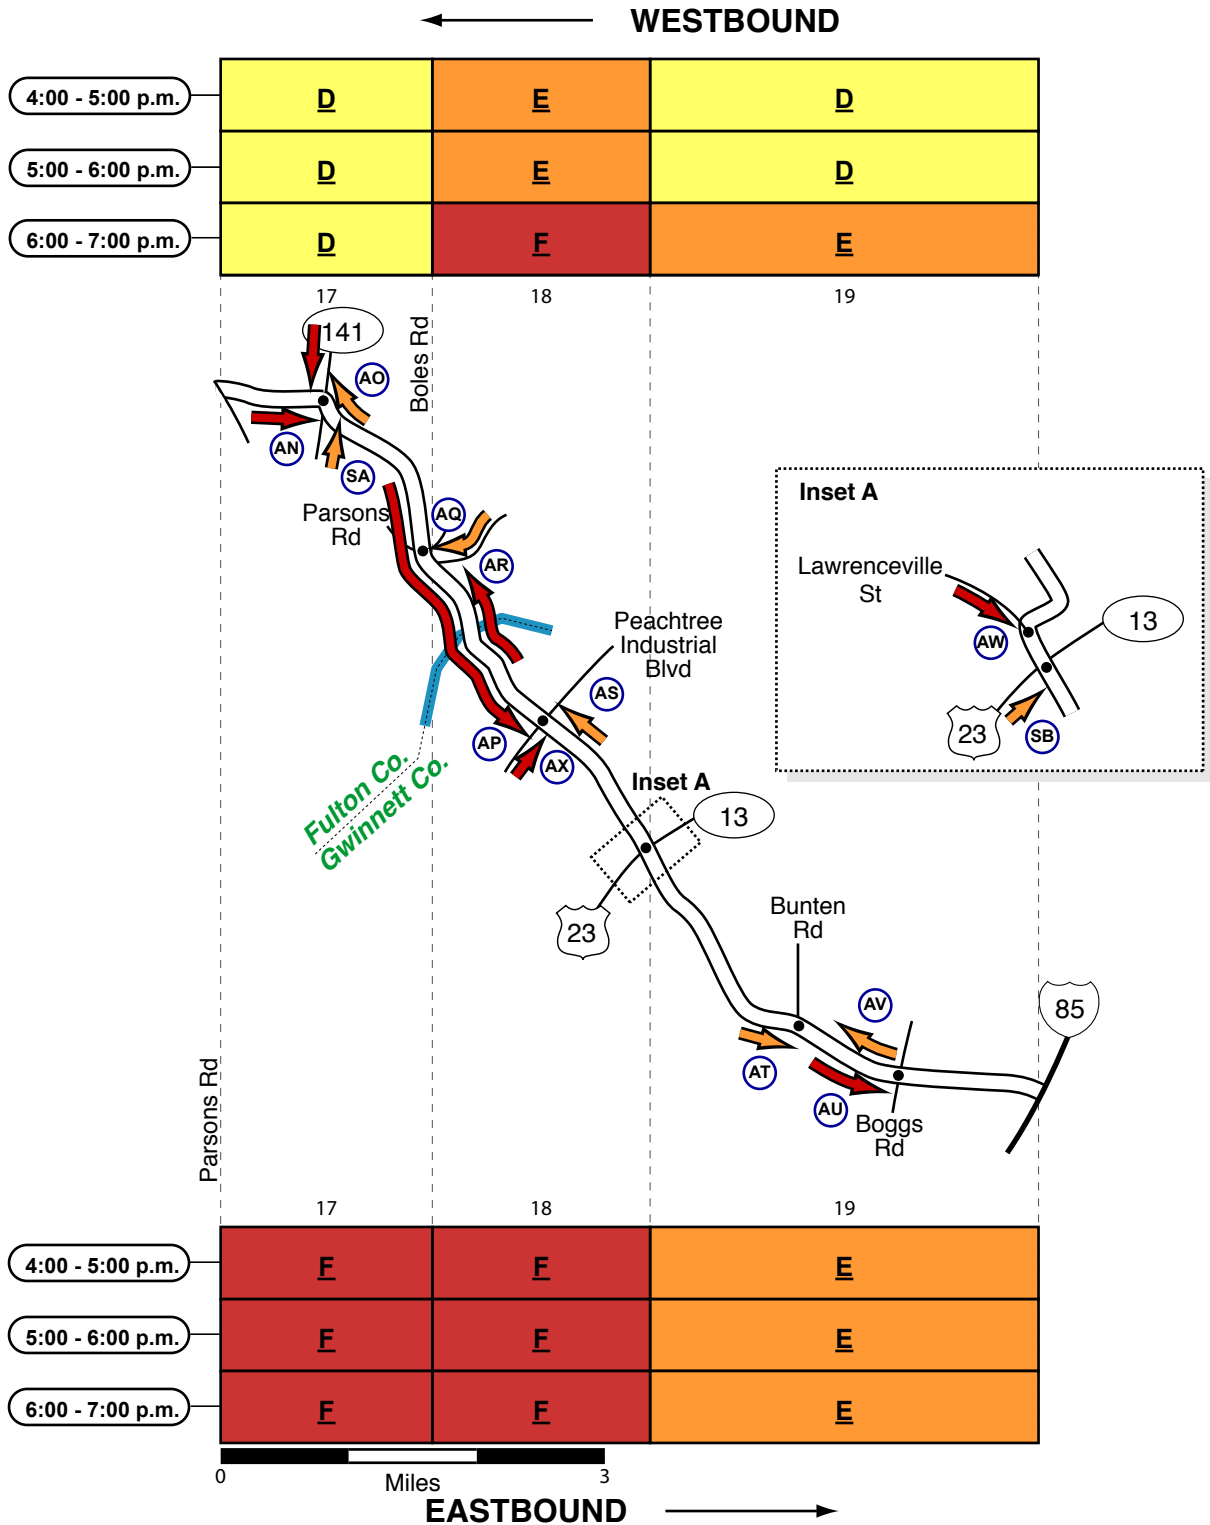 WESTBOUND
4:00 - 5:00 p.m.
D
E
D
5:00 - 6:00 p.m.
D
E
D
6:00 - 7:00 p.m.
D
F
E
17
18
19
141
Boles Rd
AO
AN
SA
Parsons
Rd
AQ
AR
Peachtree
Industrial
Blvd
AS
AP
AX
Fulton Co.
Gwinnett Co.
Inset A
13
23
Inset A
Lawrenceville
St
AW
13
23
SB
Bunten
Rd
AV
85
AT
AU
Boggs
Rd
Parsons Rd
17
18
19
4:00 - 5:00 p.m.
F
F
E
5:00 - 6:00 p.m.
F
F
E
6:00 - 7:00 p.m.
F
F
E
0
Miles
3
EASTBOUND